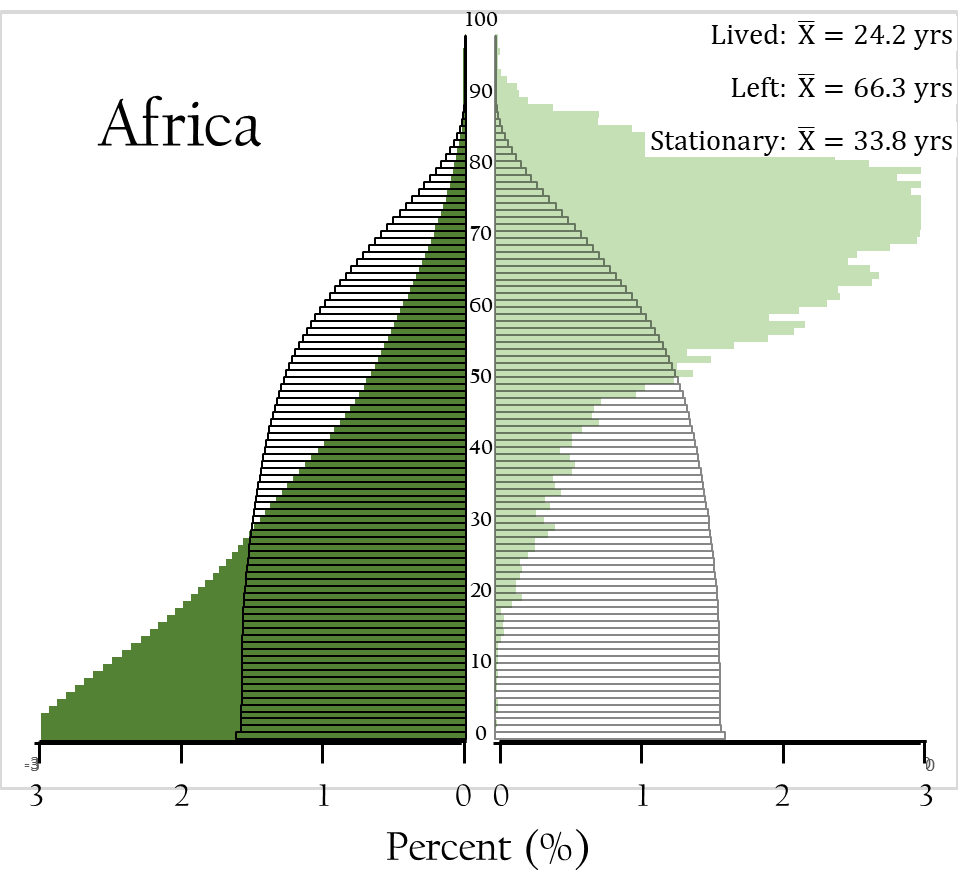 100
Lived: X̅ = 24.2 yrs
Africa
90
Left: X̅ = 66.3 yrs
Stationary: X̅ = 33.8 yrs
80
70
60
50
40
30
20
10
0
0
3 2 1 0 0 1 2 3
Percent (%)